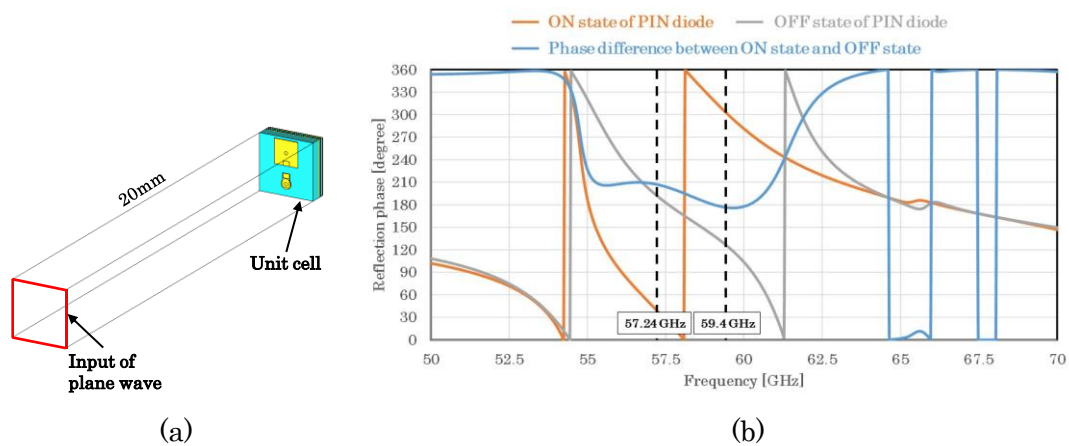 20mm
Unit cell
Input of
plane wave
(a)
ON state of PIN diode
OFF state of PIN diode
Phase difference between ON state and OFF state
Reflection phase [degree]
360
330
300
270
240
210
180
150
120
90
60
30
0
57.24 GHz
59.4 GHz
50
52.5
55
57.5
60
62.5
65
67.5
70
Frequency [GHz]
(b)